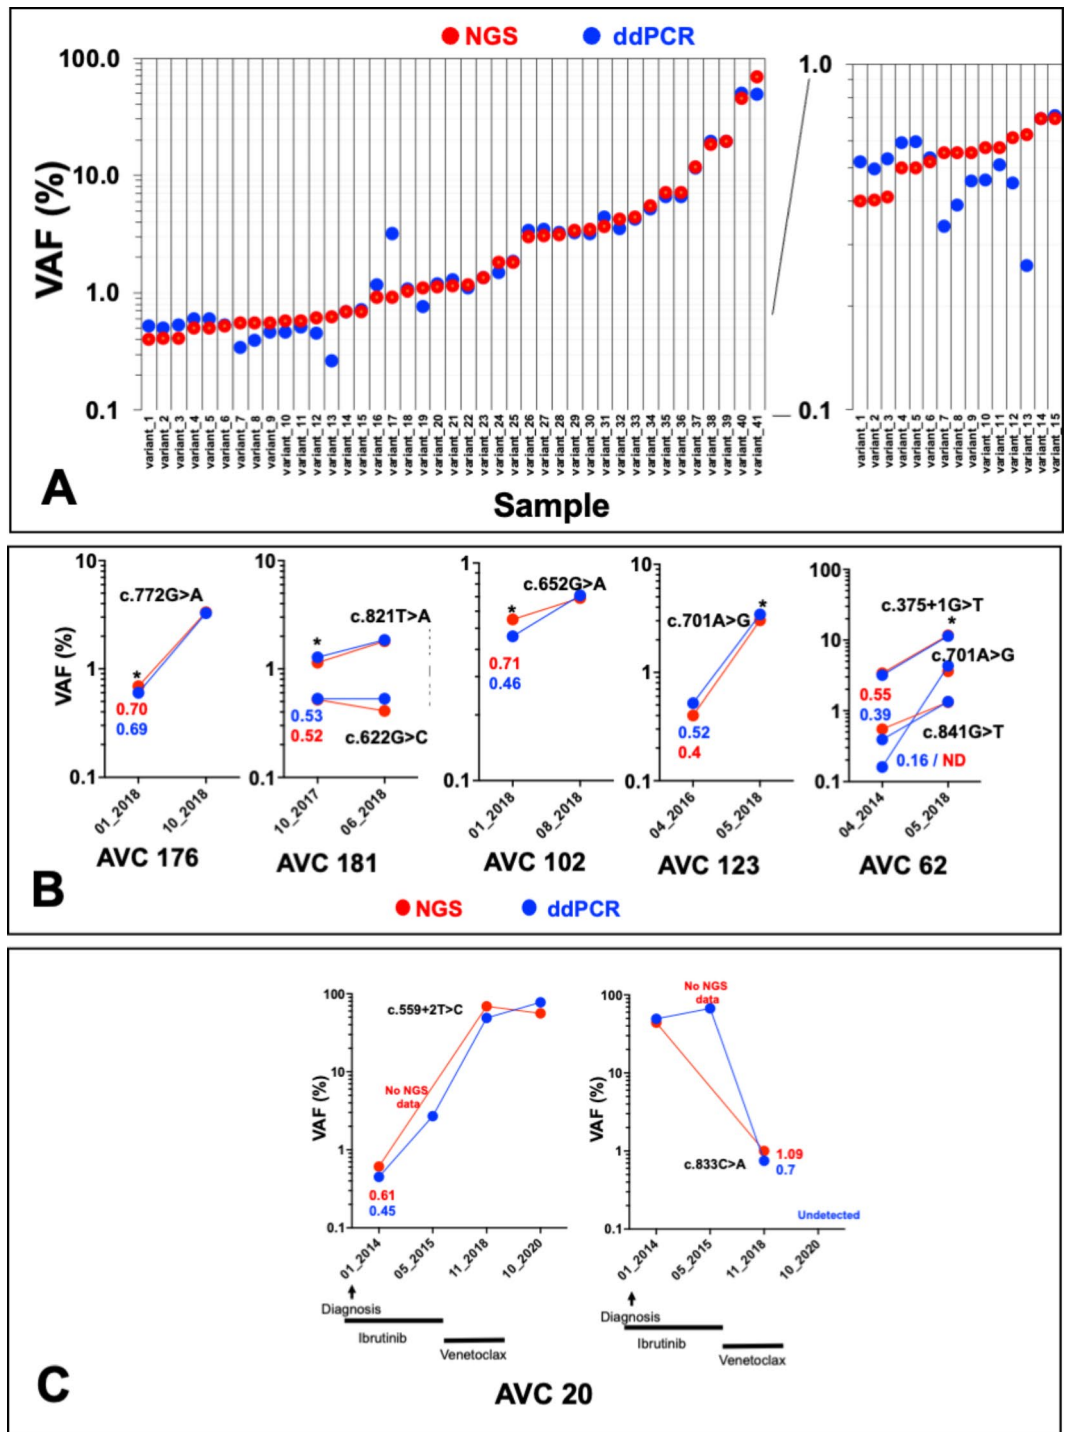 NGS ddPCR
VAF (%)
100.0
10.0
1.0
0.1
variant_1
variant_2
variant_3
variant_4
variant_5
variant_6
variant_7
variant_8
variant_9
variant_10
variant_11
variant_12
variant_13
variant_14
variant_15
variant_16
variant_17
variant_18
variant_19
variant_20
variant_21
variant_22
variant_23
variant_24
variant_25
variant_26
variant_27
variant_28
variant_29
variant_30
variant_31
variant_32
variant_33
variant_34
variant_35
variant_36
variant_37
variant_38
variant_39
variant_40
variant_41
1.0
0.1
variant_1
variant_2
variant_3
variant_4
variant_5
variant_6
variant_7
variant_8
variant_9
variant_10
variant_11
variant_12
variant_13
variant_14
variant_15
Sample
A
VAF (%)
10
1
0.1
c.772G>A
*
0.70
0.69
01_2018
10_2018
AVC 176
10
1
0.1
c.821T>A
*
0.53
0.52
c.622G>C
10_2017
06_2018
AVC 181
1
0.1
c.652G>A
*
0.71
0.46
01_2018
08_2018
AVC 102
10
1
0.1
*
c.701A>G
0.52
0.4
04_2016
05_2018
AVC 123
100
10
1
0.1
c.375+1G>T
*
c.701A>G
0.55
0.39
c.841G>T
0.16 / ND
04_2014
05_2018
AVC 62
B
NGS ddPCR
VAF (%)
100
10
1
0.1
c.559+2T>C
No NGS
data
0.61
0.45
01_2014
05_2015
11_2018
10_2020
Diagnosis
Ibrutinib
Venetoclax
VAF (%)
100
10
1
0.1
No NGS
data
c.833C>A
1.09
0.7
Undetected
01_2014
05_2015
11_2018
10_2020
Diagnosis
Ibrutinib
Venetoclax
C
AVC 20